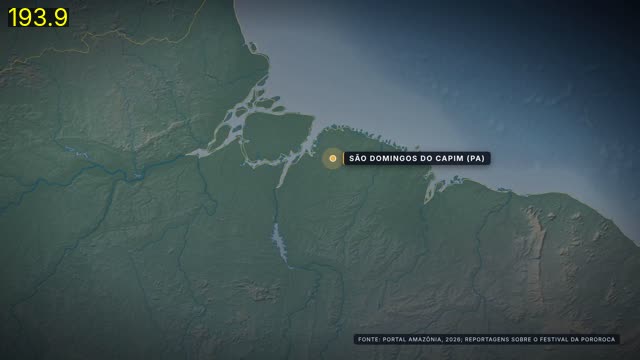 193.9
SÃO DOMINGOS DO CAPIM (PA)
FONTE: PORTAL AMAZÔNIA, 2026; REPORTAGENS SOBRE O FESTIVAL DA POROROCA